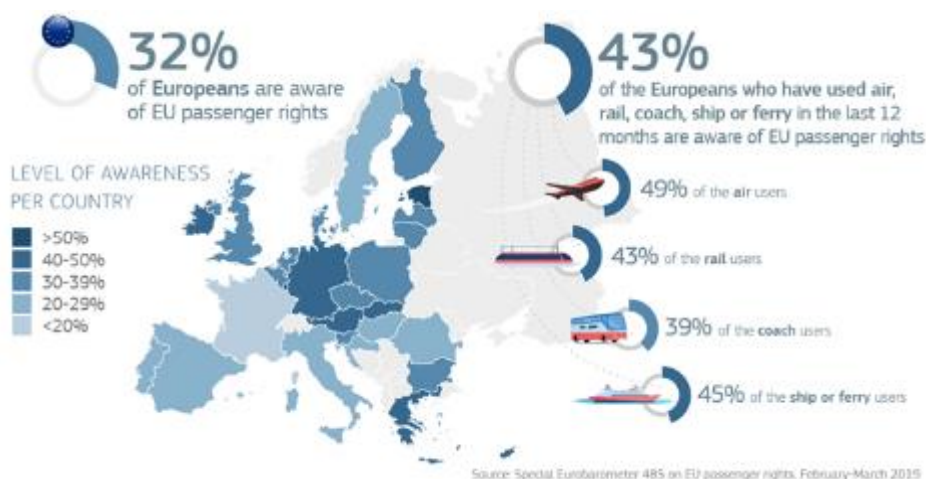 32%
of Europeans are aware
of EU passenger rights
43%
of the Europeans who have used air,
rail, coach, ship or ferry in the last 12
months are aware of EU passenger rights
LEVEL OF AWARENESS
PER COUNTRY
>50%
40-50%
30-39%
20-29%
<20%
49% of the air users
43% of the rail users
39% of the coach users
45% of the ship or ferry users
Source: Special Eurobarometer 485 on EU passenger rights, February-March 2019